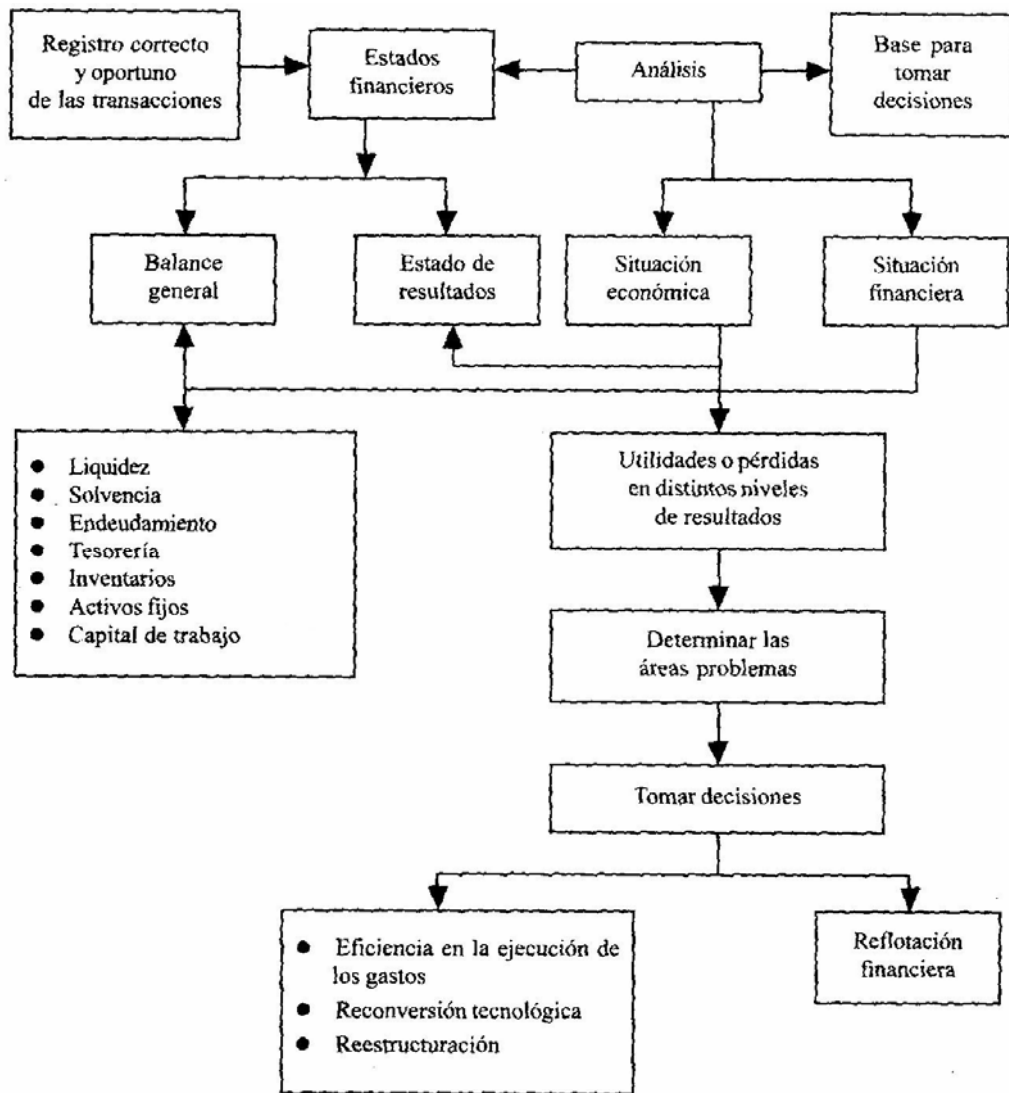 Registro correcto
y oportuno
de las transacciones
Estados
financieros
Análisis
Base para
tomar
decisiones
Balance
general
Estado de
resultados
Situación
económica
Situación
financiera
● Liquidez
● Solvencia
● Endeudamiento
● Tesorería
● Inventarios
● Activos fijos
● Capital de trabajo
Utilidades o pérdidas
en distintos niveles
de resultados
Determinar las
áreas problemas
Tomar decisiones
● Eficiencia en la ejecución de
los gastos
● Reconversión tecnológica
● Reestructuración
Reflotación
financiera